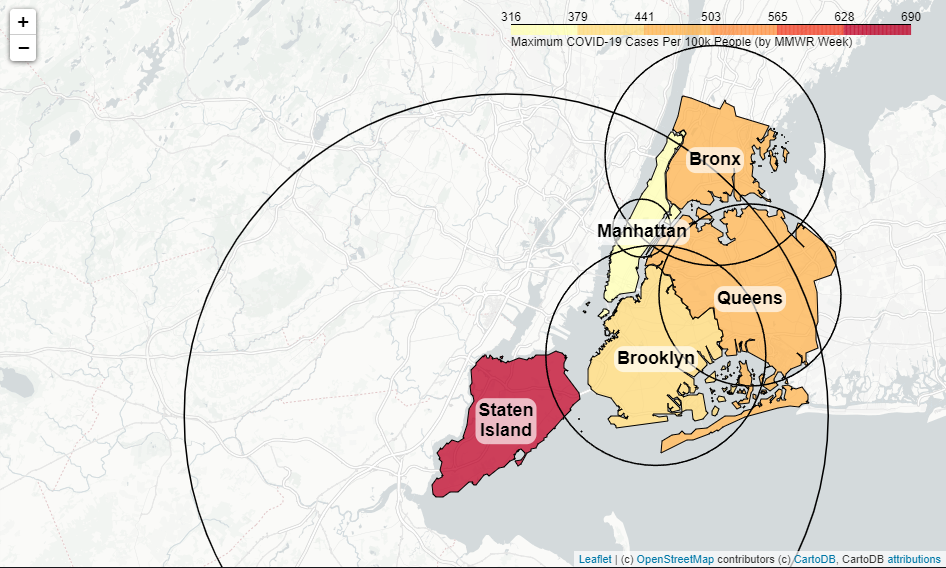 +
−
316 379 441 503 565 628 690
Maximum COVID-19 Cases Per 100k People (by MMWR Week)
Bronx
Manhattan
Queens
Brooklyn
Staten
Island
Leaflet | (c) OpenStreetMap contributors (c) CartoDB, CartoDB attributions